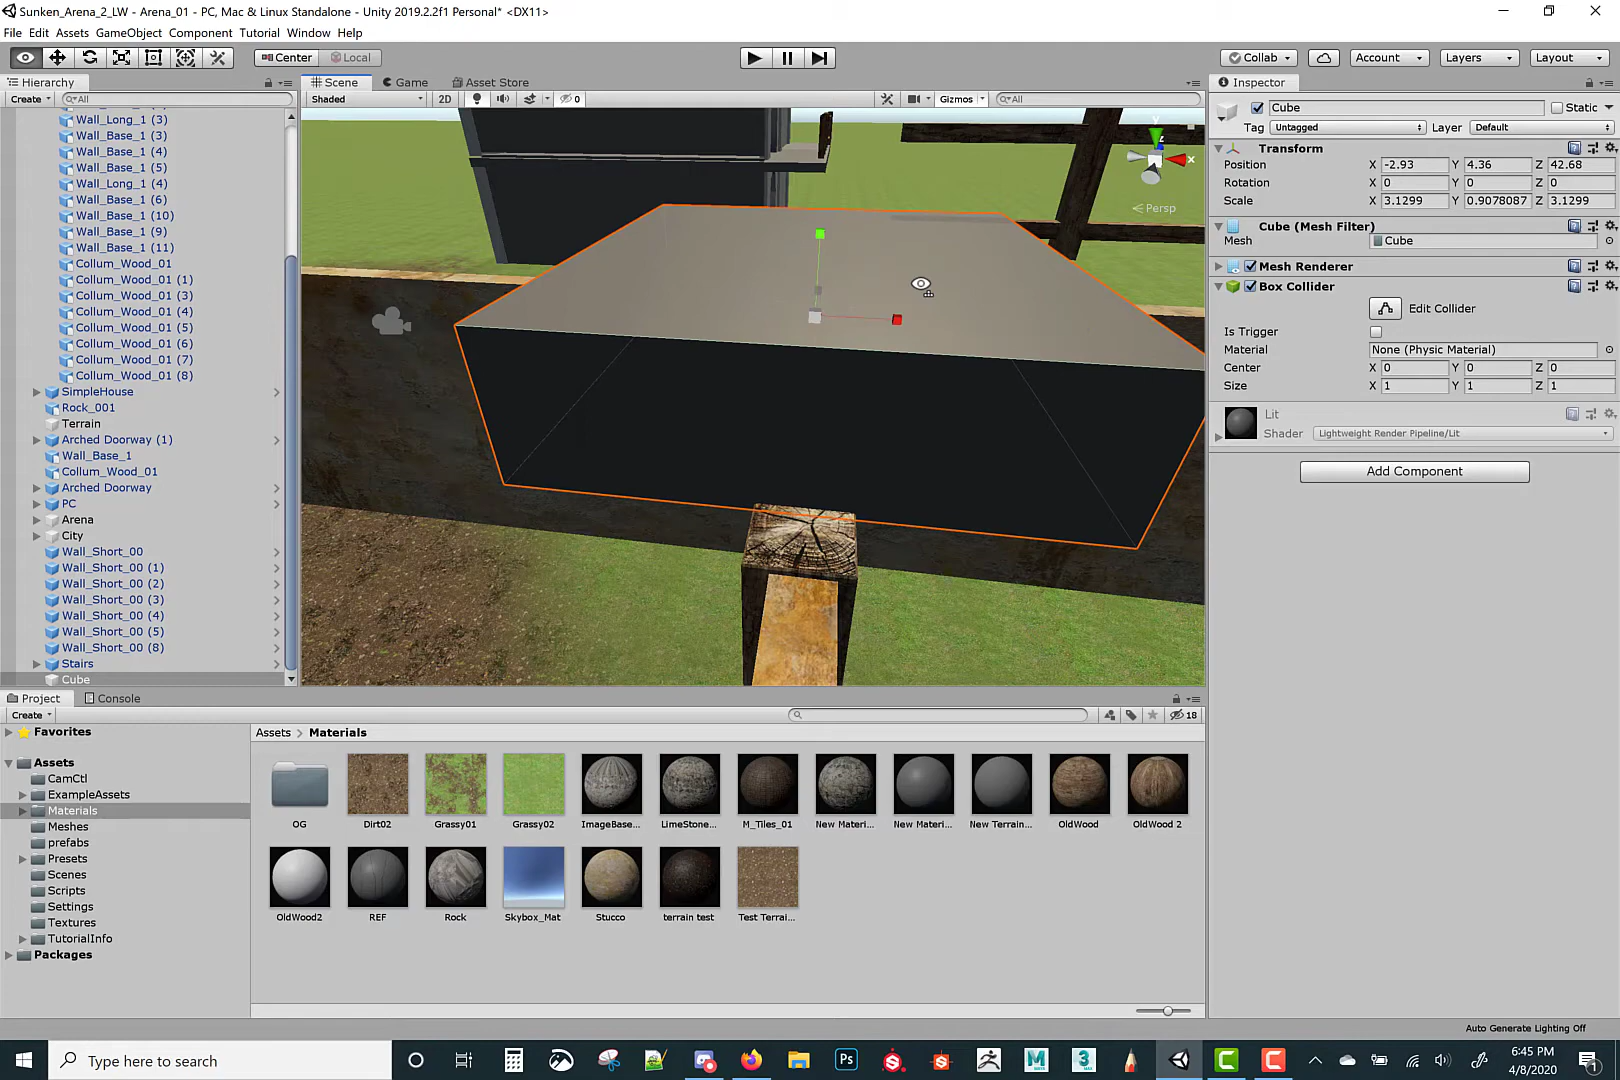 Sunken_Arena_2_LW - Arena_01 - PC, Mac & Linux Standalone - Unity 2019.2.2f1 Personal* <DX11>
File Edit Assets GameObject Component Tutorial Window Help
Center Local Collab Account Layers Layout
Hierarchy
Create All
Wall_Long_1 (3)
Wall_Base_1 (3)
Wall_Base_1 (4)
Wall_Base_1 (5)
Wall_Long_1 (4)
Wall_Base_1 (6)
Wall_Base_1 (10)
Wall_Base_1 (9)
Wall_Base_1 (11)
Collum_Wood_01
Collum_Wood_01 (1)
Collum_Wood_01 (3)
Collum_Wood_01 (4)
Collum_Wood_01 (5)
Collum_Wood_01 (6)
Collum_Wood_01 (7)
Collum_Wood_01 (8)
SimpleHouse
Rock_001
Terrain
Arched Doorway (1)
Wall_Base_1
Collum_Wood_01
Arched Doorway
PC
Arena
City
Wall_Short_00
Wall_Short_00 (1)
Wall_Short_00 (2)
Wall_Short_00 (3)
Wall_Short_00 (4)
Wall_Short_00 (5)
Wall_Short_00 (8)
Stairs
Cube
Scene Game Asset Store
Shaded 2D 0 Gizmos All
y
x
Persp
Inspector
Cube Static
Tag Untagged Layer Default
Transform
Position X -2.93 Y 4.36 Z 42.68
Rotation X 0 Y 0 Z 0
Scale X 3.1299 Y 0.9078087 Z 3.1299
Cube (Mesh Filter)
Mesh Cube
Mesh Renderer
Box Collider
Edit Collider
Is Trigger
Material None (Physic Material)
Center X 0 Y 0 Z 0
Size X 1 Y 1 Z 1
Lit
Shader Lightweight Render Pipeline/Lit
Add Component
Project Console
Create 18
Favorites
Assets
CamCtl
ExampleAssets
Materials
Meshes
prefabs
Presets
Scenes
Scripts
Settings
Textures
TutorialInfo
Packages
Assets > Materials
OG Dirt02 Grassy01 Grassy02 ImageBase... LimeStone... M_Tiles_01 New Materi... New Materi... New Terrain... OldWood OldWood 2
OldWood2 REF Rock Skybox_Mat Stucco terrain test Test Terrai...
Auto Generate Lighting Off
Type here to search
6:45 PM
4/8/2020
1